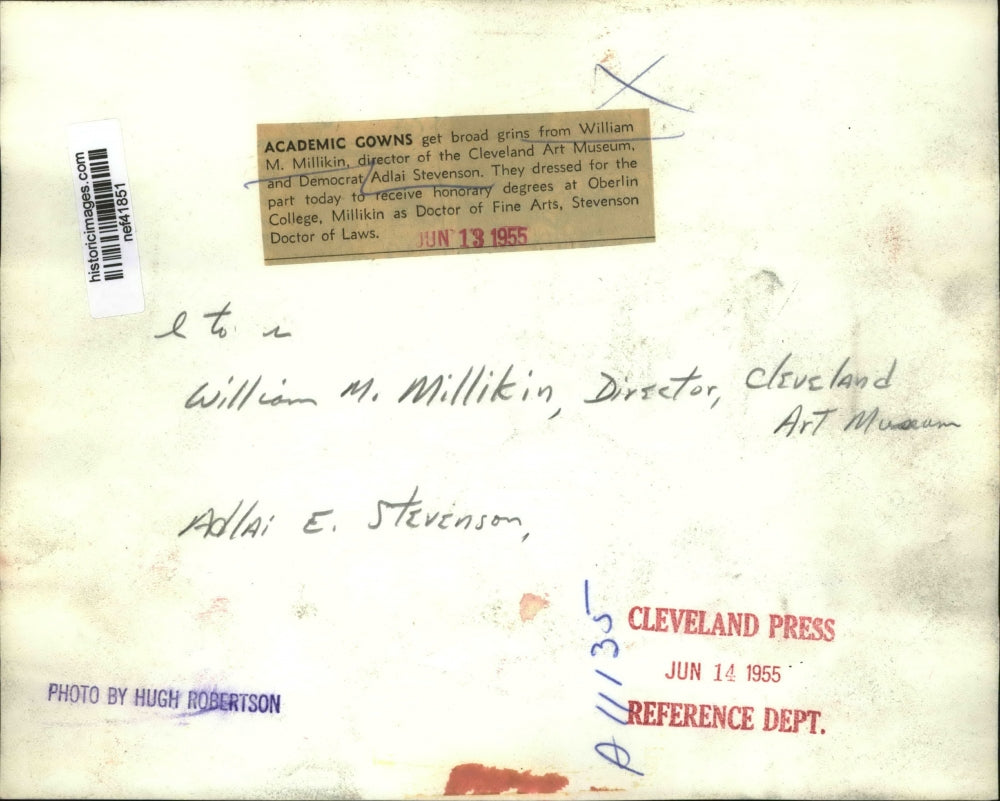 historicimages.com
nef41851
ACADEMIC GOWNS get broad grins from William
M. Millikin, director of the Cleveland Art Museum,
and Democrat Adlai Stevenson. They dressed for the
part today to receive honorary degrees at Oberlin
College, Millikin as Doctor of Fine Arts, Stevenson
Doctor of Laws.
JUN 13 1955
l to r
William M. Millikin, Director, Cleveland
Art Museum
Adlai E. Stevenson,
A 11135
CLEVELAND PRESS
JUN 14 1955
REFERENCE DEPT.
PHOTO BY HUGH ROBERTSON